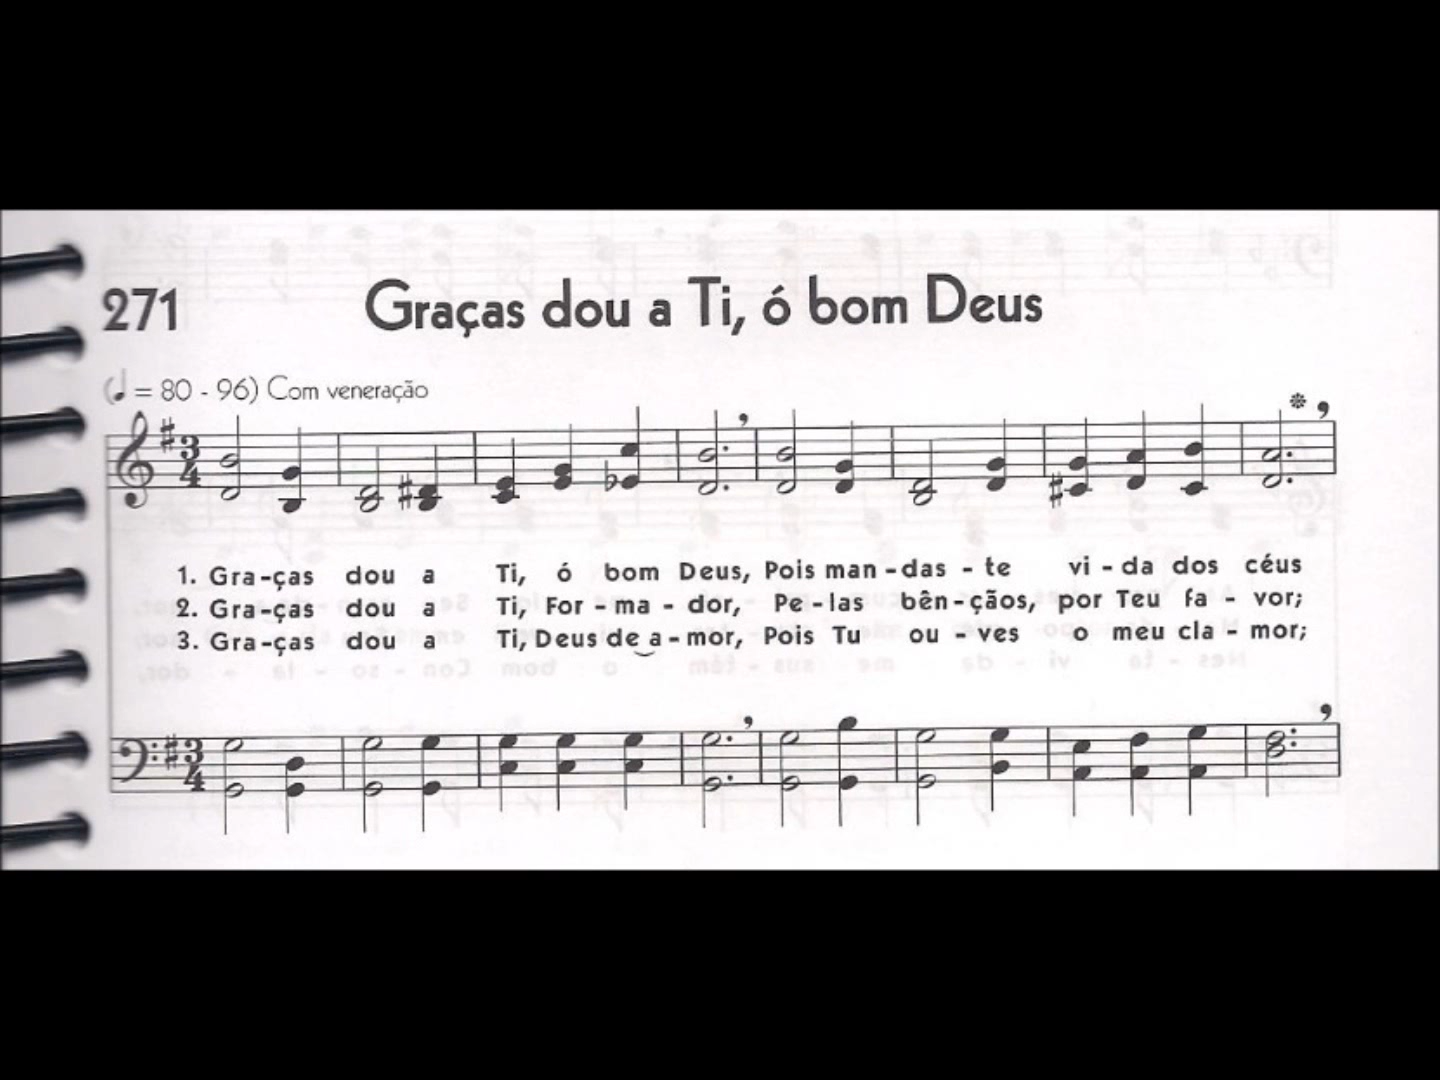 271 Graças dou a Ti, ó bom Deus
(♩ = 80 - 96) Com veneração
1. Gra-ças dou a Ti, ó bom Deus, Pois man-das-te vi-da dos céus
2. Gra-ças dou a Ti, For-ma-dor, Pe-las bên-çãos, por Teu fa-vor;
3. Gra-ças dou a Ti, Deus de a-mor, Pois Tu ou-ves o meu cla-mor;